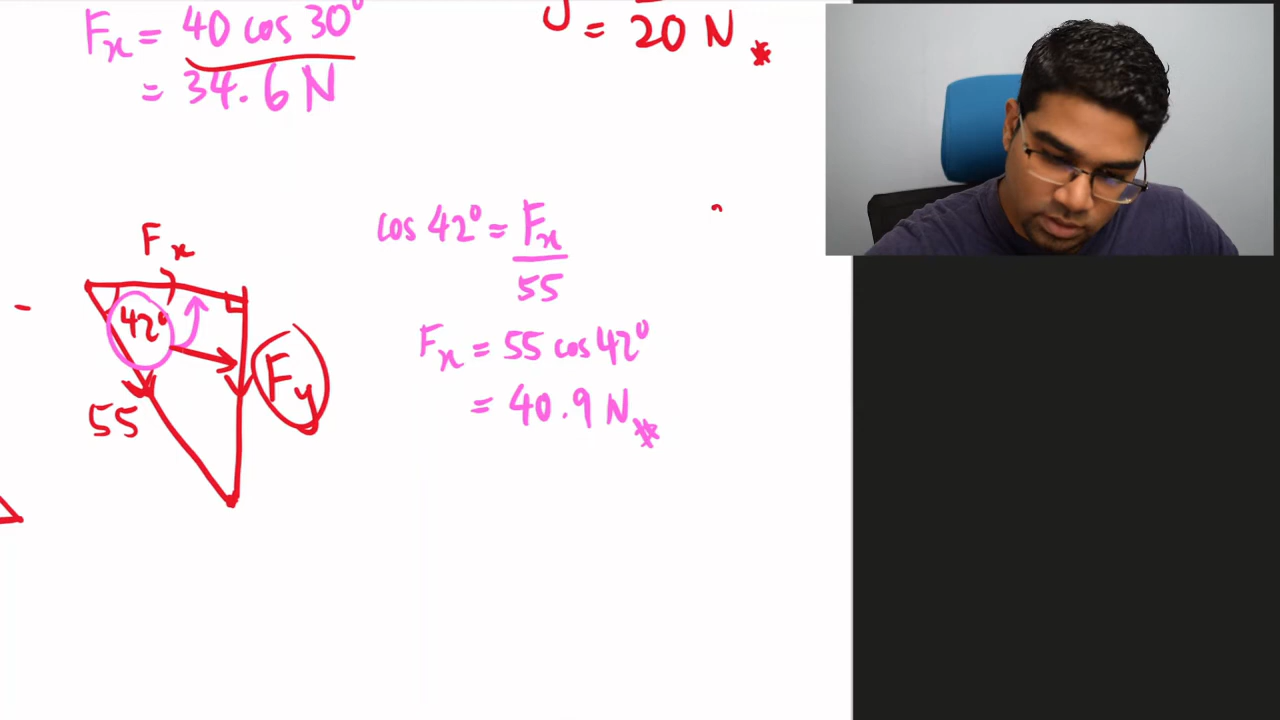 Fx = 40 cos 30°
= 34.6 N
= 20 N *
Fx
42°
55
Fy
cos 42° = Fx
55
Fx = 55 cos 42°
= 40.9 N *